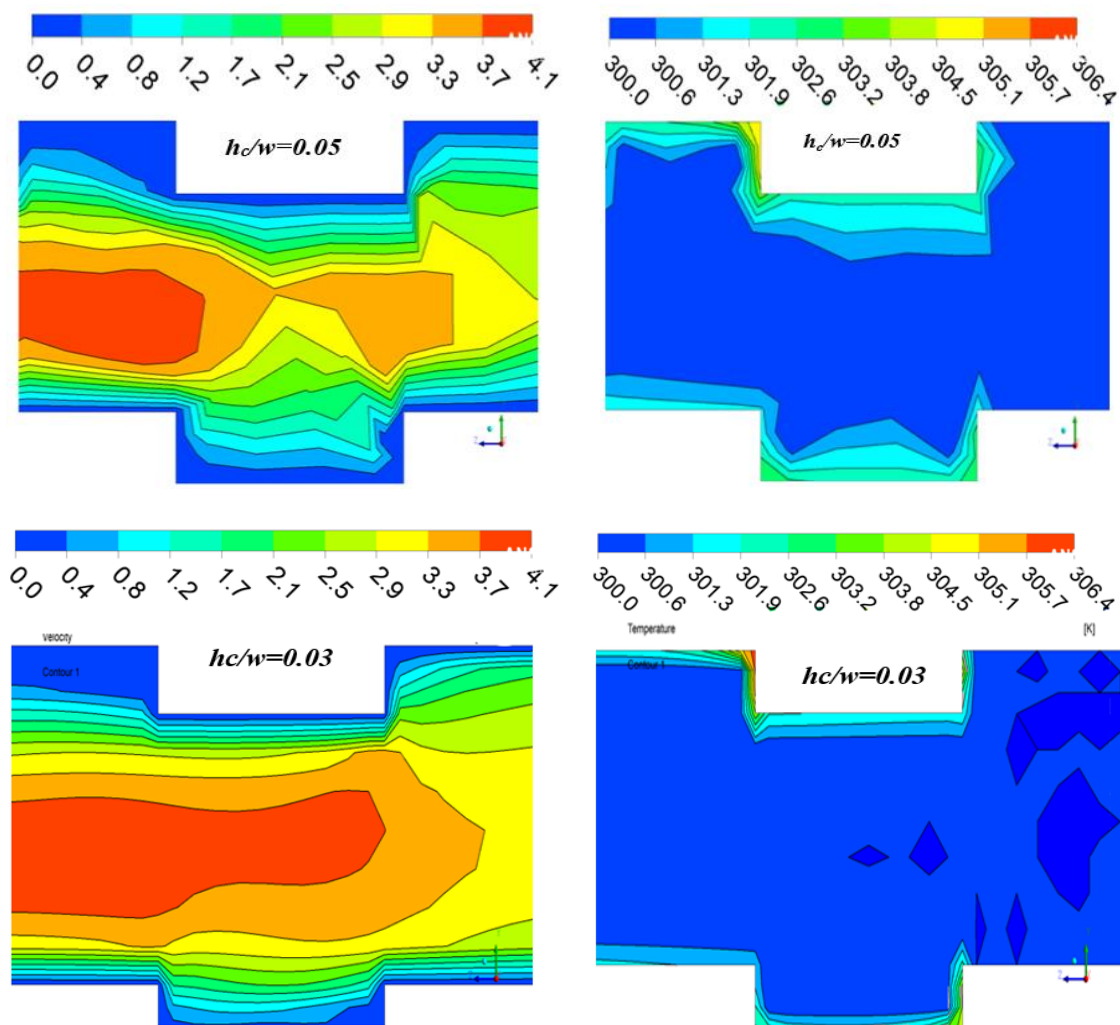 0.0 0.4 0.8 1.2 1.7 2.1 2.5 2.9 3.3 3.7 4.1
300.0 300.6 301.3 301.9 302.6 303.2 303.8 304.5 305.1 305.7 306.4
hc/w=0.05
hc/w=0.05
z
z
0.0 0.4 0.8 1.2 1.7 2.1 2.5 2.9 3.3 3.7 4.1
300.0 300.6 301.3 301.9 302.6 303.2 303.8 304.5 305.1 305.7 306.4
velocity
Contour 1
hc/w=0.03
Temperature
[K]
Contour 1
hc/w=0.03
z
z